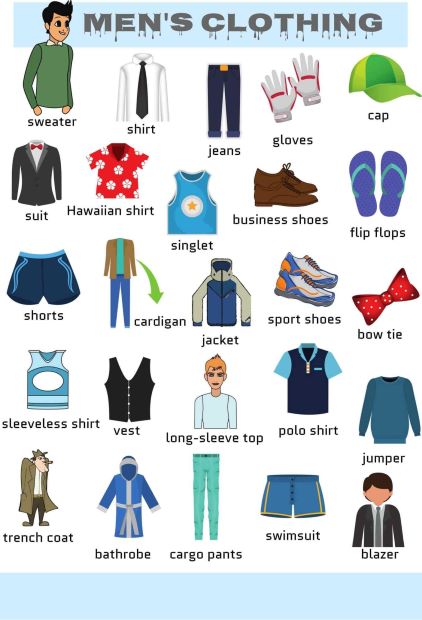 MEN'S CLOTHING
sweater
shirt
jeans
gloves
cap
suit
Hawaiian shirt
singlet
business shoes
flip flops
shorts
cardigan
jacket
sport shoes
bow tie
sleeveless shirt
vest
long-sleeve top
polo shirt
jumper
trench coat
bathrobe
cargo pants
swimsuit
blazer